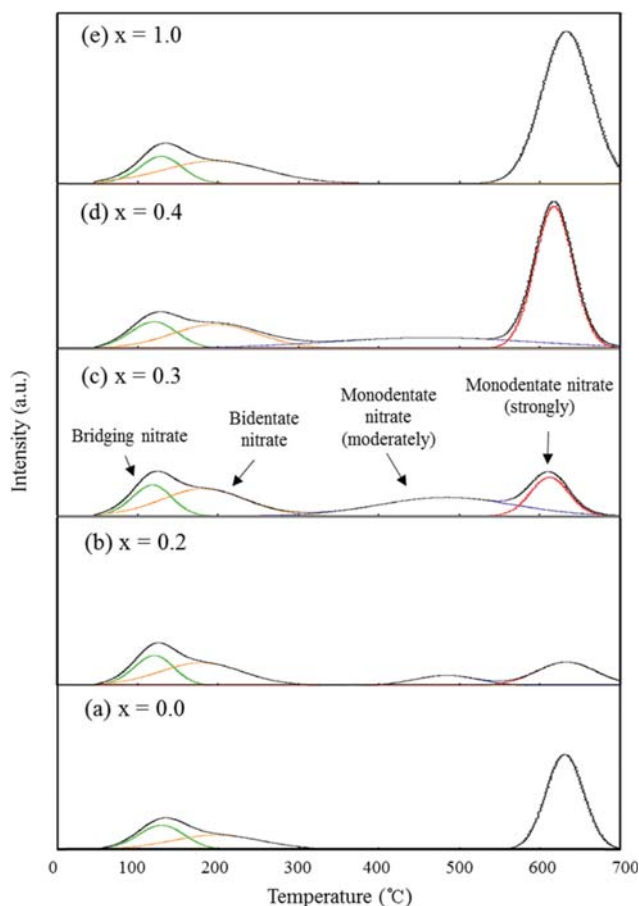 (e) x = 1.0
(d) x = 0.4
(c) x = 0.3
Bridging nitrate
Bidentate
nitrate
Monodentate
nitrate
(moderately)
Monodentate nitrate
(strongly)
(b) x = 0.2
(a) x = 0.0
Intensity (a.u.)
0 100 200 300 400 500 600 700
Temperature (℃)